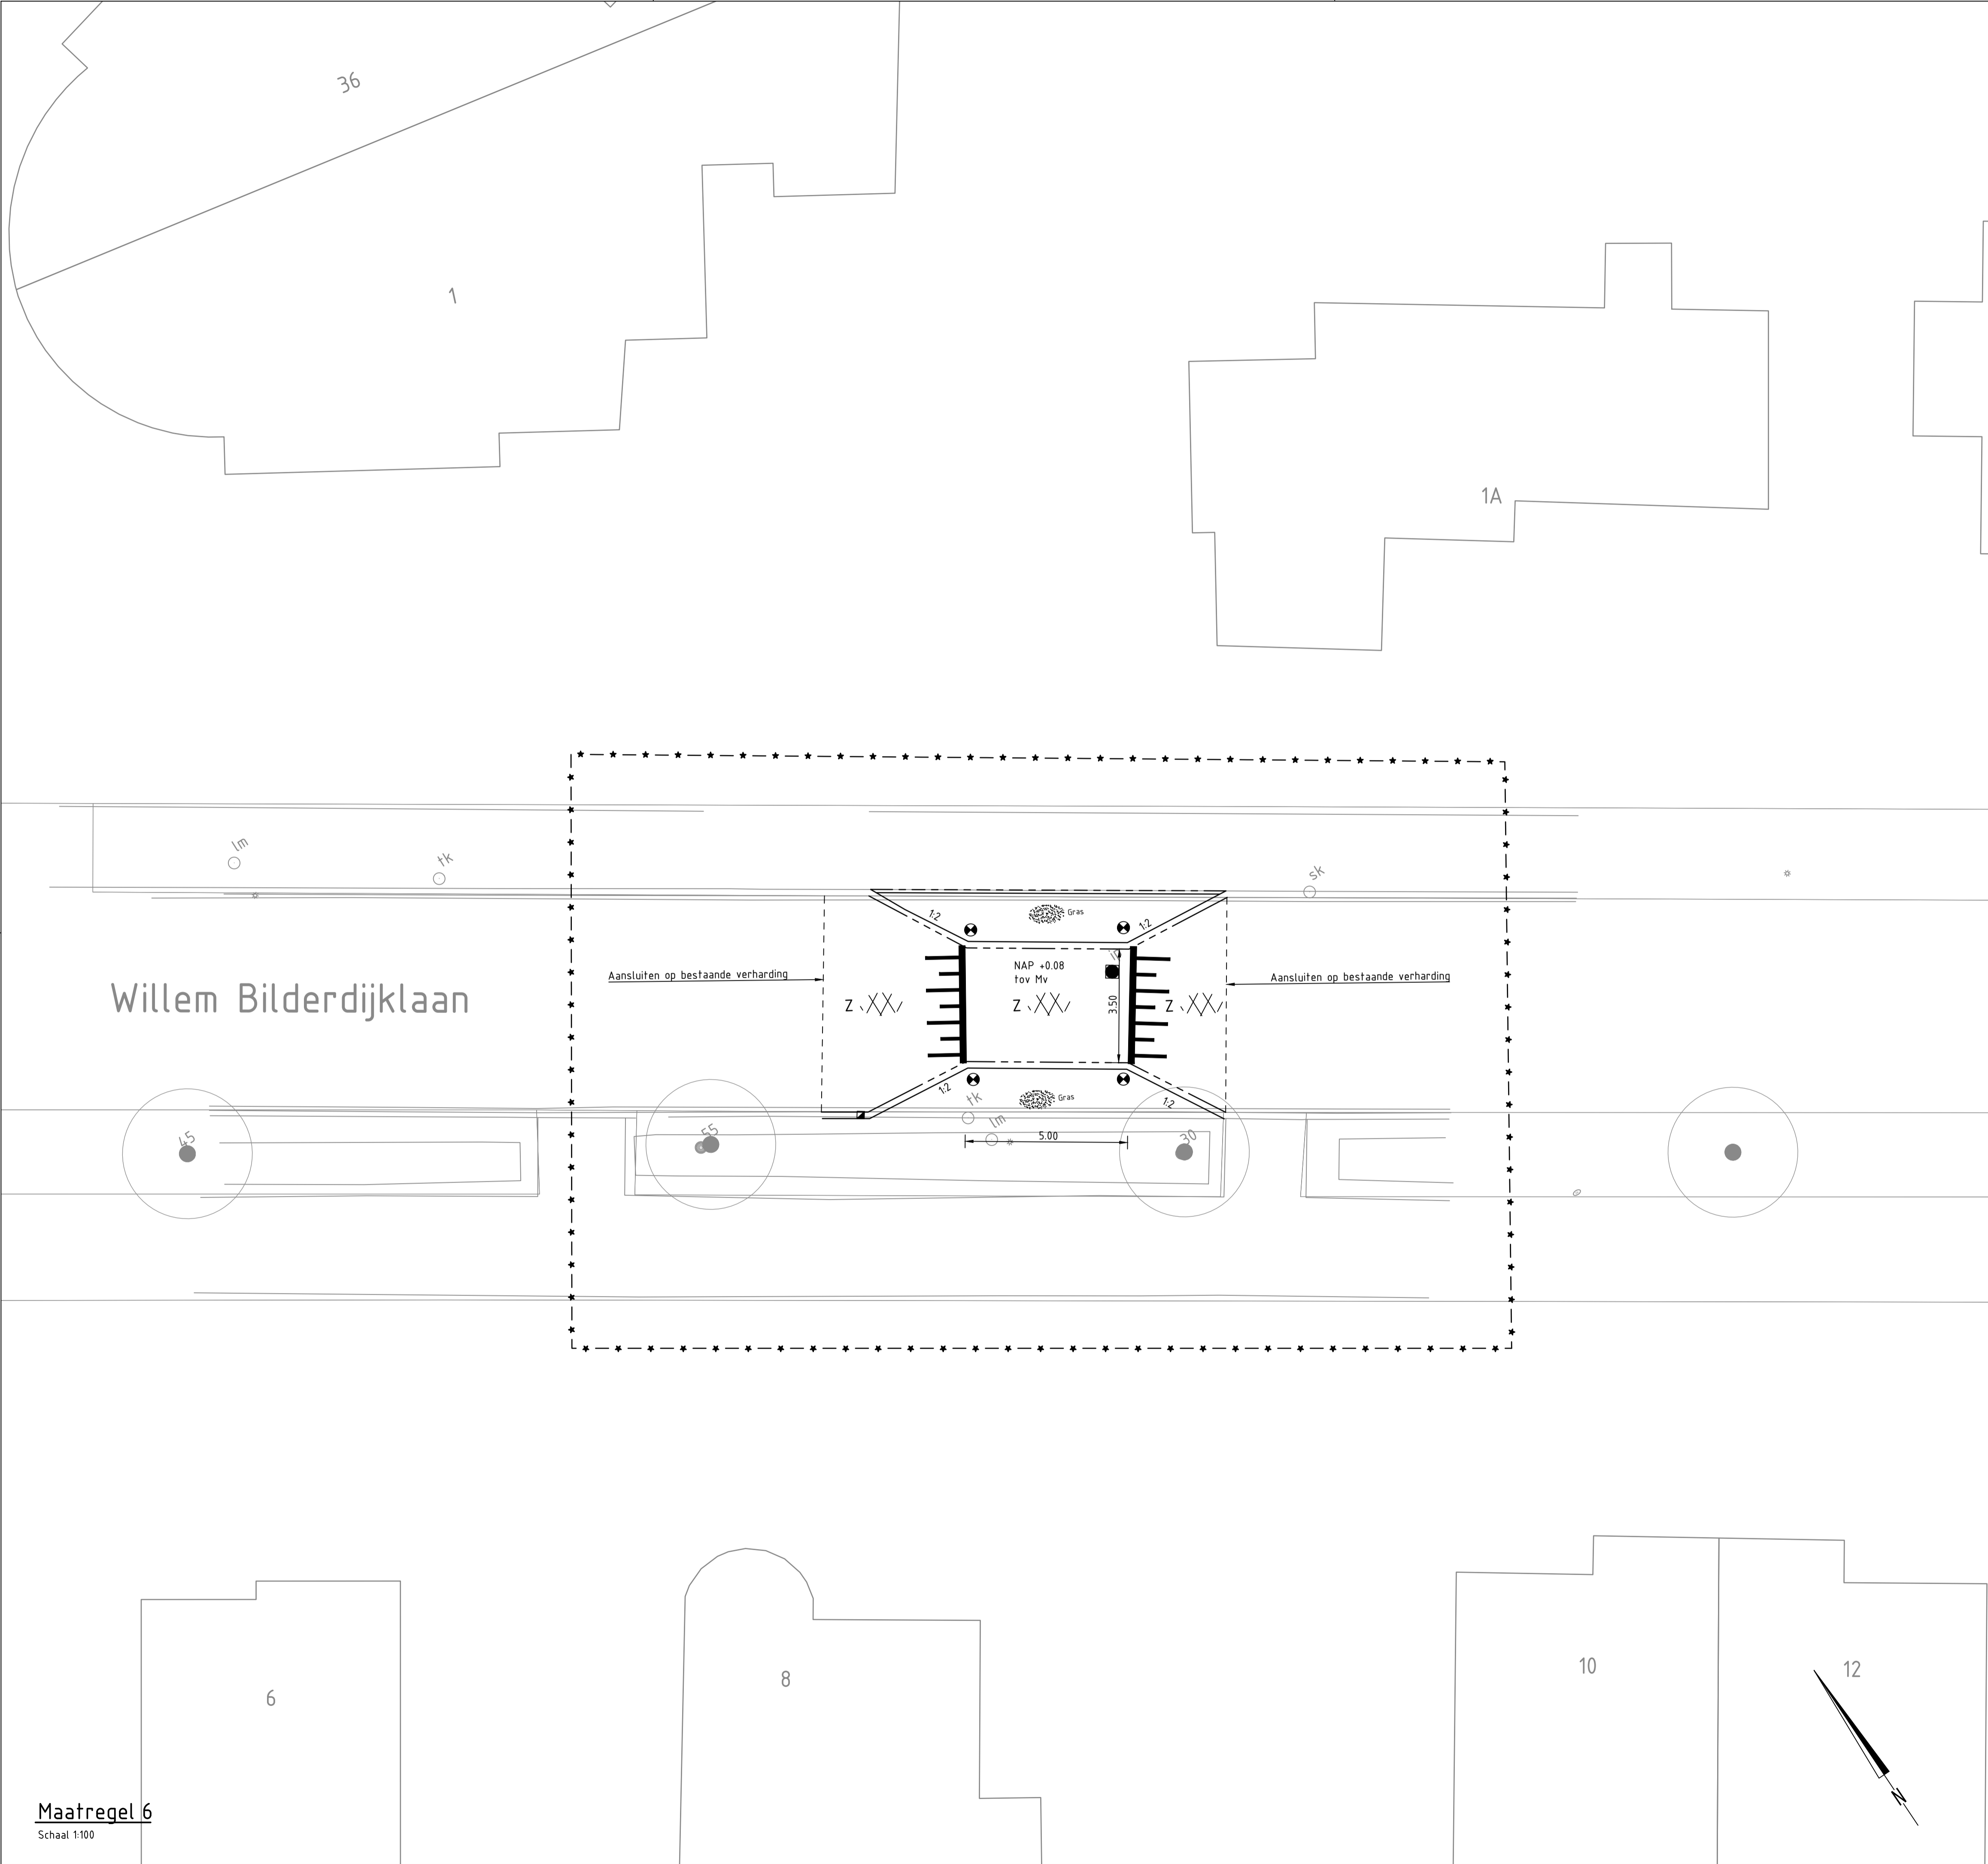 36
1
1A
lm
tk
sk
1:2
Gras
1:2
Aansluiten op bestaande verharding
NAP +0.08
tov Mv
Aansluiten op bestaande verharding
Willem Bilderdijklaan
Z
Z
Z
3.50
1:2
Gras
1:2
tk
lm
45
55
5.00
30
6
8
10
12
N
Maatregel 6
Schaal 1:100